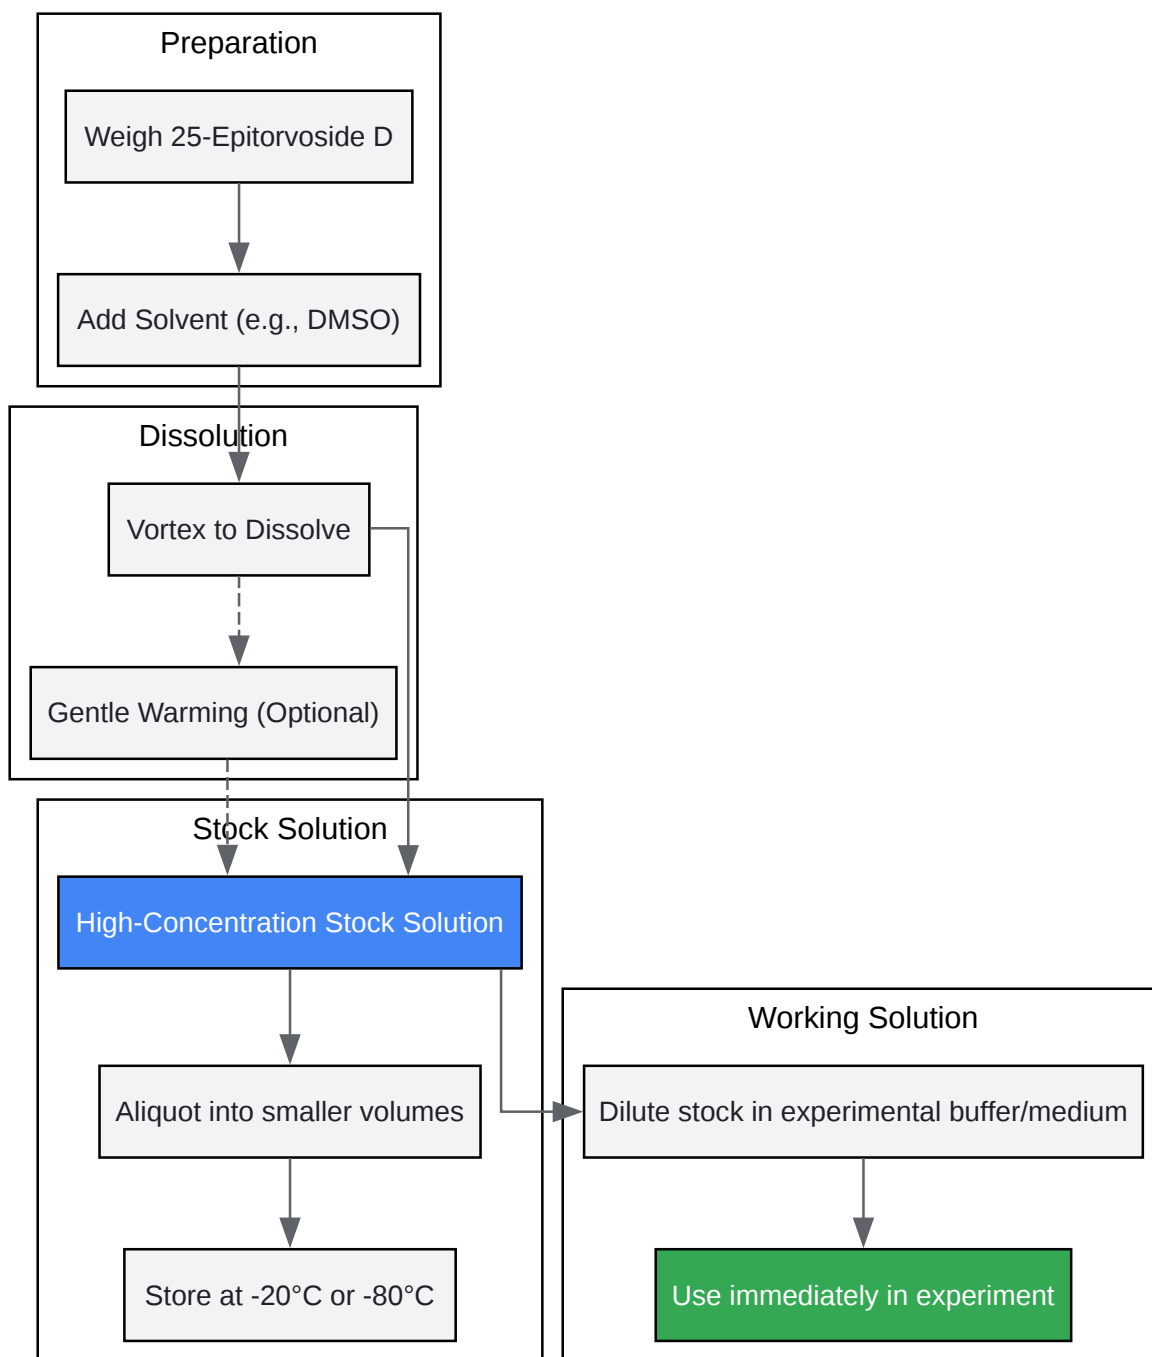 Preparation
Weigh 25-Epitorvoside D
Add Solvent (e.g., DMSO)
Dissolution
Vortex to Dissolve
Gentle Warming (Optional)
Stock Solution
High-Concentration Stock Solution
Aliquot into smaller volumes
Store at -20°C or -80°C
Working Solution
Dilute stock in experimental buffer/medium
Use immediately in experiment